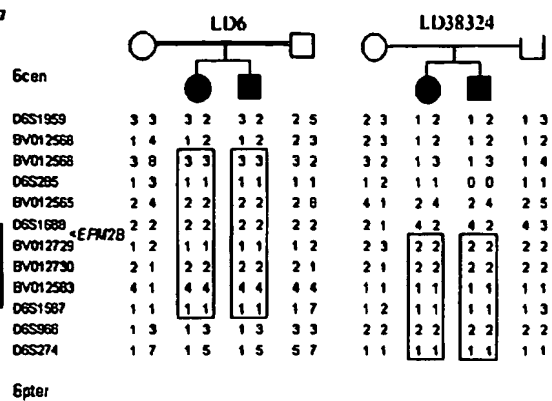 LD6 LD38324
6cen
D6S1959 3 3 3 2 3 2 2 5 2 3 1 2 1 2 1 3
BV012568 1 4 1 2 1 2 2 3 2 3 1 2 1 2 1 2
BV012568 3 8 3 3 3 3 3 2 3 2 1 3 1 3 1 4
D6S285 1 3 1 1 1 1 1 1 1 2 1 1 0 0 1 1
BV012565 2 4 2 2 2 2 2 8 4 1 2 4 2 4 2 5
D6S1688 2 2 2 2 2 2 2 2 2 1 4 2 4 2 4 3
<EPM2B
BV012729 1 2 1 1 1 1 1 2 2 3 2 2 2 2 2 2
BV012730 2 1 2 2 2 2 2 1 2 1 2 2 2 2 2 2
BV012583 4 1 4 4 4 4 4 4 1 1 1 1 1 1 1 1
D6S1587 1 1 1 1 1 1 1 7 1 2 1 1 1 1 1 3
D6S968 1 3 1 3 1 3 3 3 2 2 2 2 2 2 2 2
D6S274 1 7 1 5 1 5 5 7 1 1 1 1 1 1 1 1
6pter